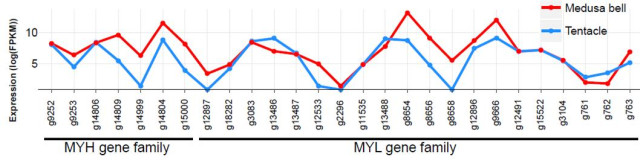 Medusa bell
Tentacle
Expression (log(FPKM))
10
5
g9252
g9253
g14806
g14809
g14999
g14804
g15000
g12897
g18282
g3083
g13486
g13487
g12533
g2296
g11535
g13488
g8654
g8656
g8658
g12896
g9666
g12491
g15522
g3104
g761
g762
g763
MYH gene family
MYL gene family